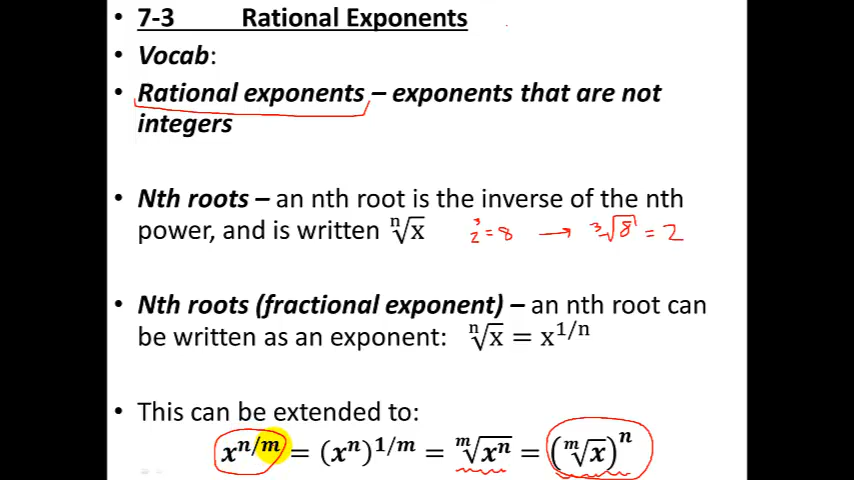 • 7-3 Rational Exponents
• Vocab:
• Rational exponents – exponents that are not
integers
• Nth roots – an nth root is the inverse of the nth
power, and is written ⁿ√x 2³ = 8 → ³√8 = 2
• Nth roots (fractional exponent) – an nth root can
be written as an exponent: ⁿ√x = x^{1/n}
• This can be extended to:
x^{n/m} = (x^n)^{1/m} = ᵐ√(x^n) = (ᵐ√x)^n